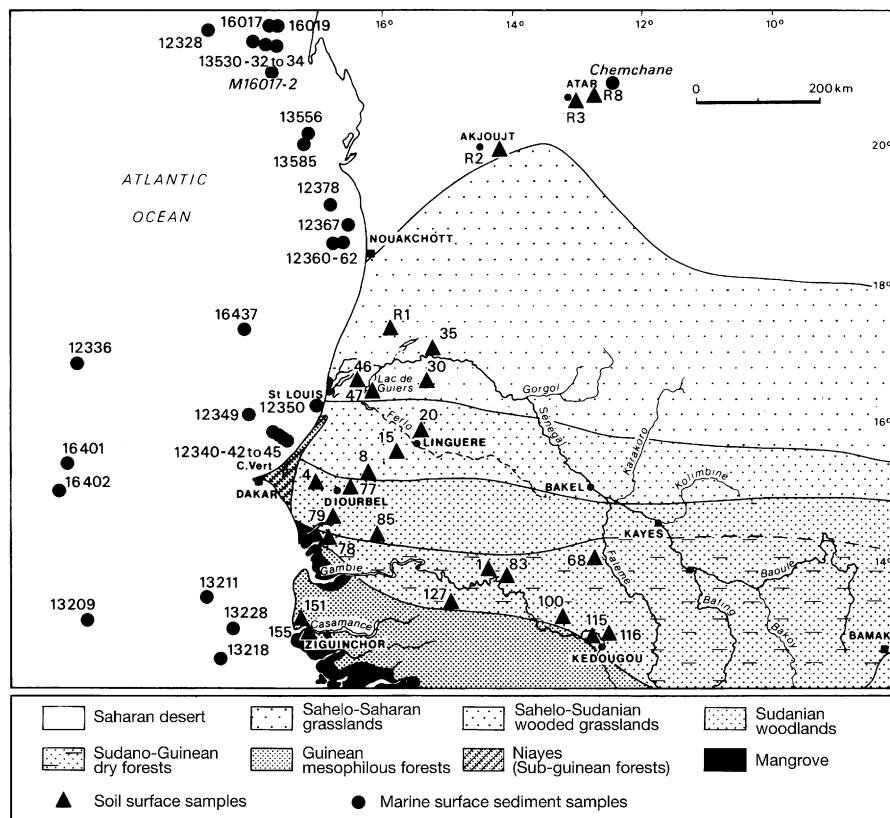 16° 14° 12° 10°
16017 16019
12328
13530-32 to 34
M16017-2
Chemchane
ATAR
R8
R3
0 200 km
13556
13585
AKJOUJT
R2
20°
ATLANTIC
OCEAN
12378
12367
NOUAKCHOTT
12360-62
18°
16437
R1
35
12336
46
Lac de
Guiers
30
47
St LOUIS
Gorgol
12349
12350
Ferlo
20
Senegal
16°
15
LINGUERE
Karakoro
12340-42 to 45
16401
C.Vert
8
Kolimbine
16402
DAKAR
4
77
BAKEL
DIOURBEL
79
85
KAYES
78
14°
Gambie
1
83
68
Falémé
Baoule
13211
127
Bafing
Bakoy
13209
151
100
13228
Casamance
115
116
155
ZIGUINCHOR
BAMAK
13218
KEDOUGOU
Saharan desert
Sahelo-Saharan
grasslands
Sahelo-Sudanian
wooded grasslands
Sudanian
woodlands
Sudano-Guinean
dry forests
Guinean
mesophilous forests
Niayes
(Sub-guinean forests)
Mangrove
Soil surface samples
Marine surface sediment samples